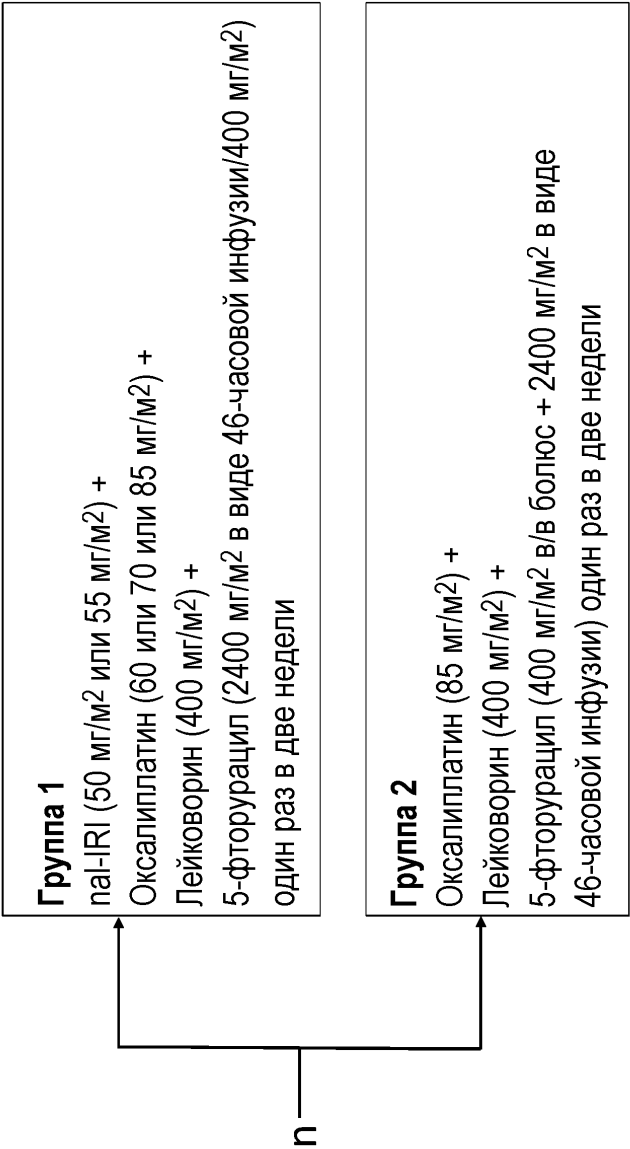 n
Группа 1
nal-IRI (50 мг/м² или 55 мг/м²) +
Оксалиплатин (60 или 70 или 85 мг/м²) +
Лейковорин (400 мг/м²) +
5-фторурацил (2400 мг/м² в виде 46-часовой инфузии/400 мг/м²)
один раз в две недели
Группа 2
Оксалиплатин (85 мг/м²) +
Лейковорин (400 мг/м²) +
5-фторурацил (400 мг/м² в/в болюс + 2400 мг/м² в виде
46-часовой инфузии) один раз в две недели